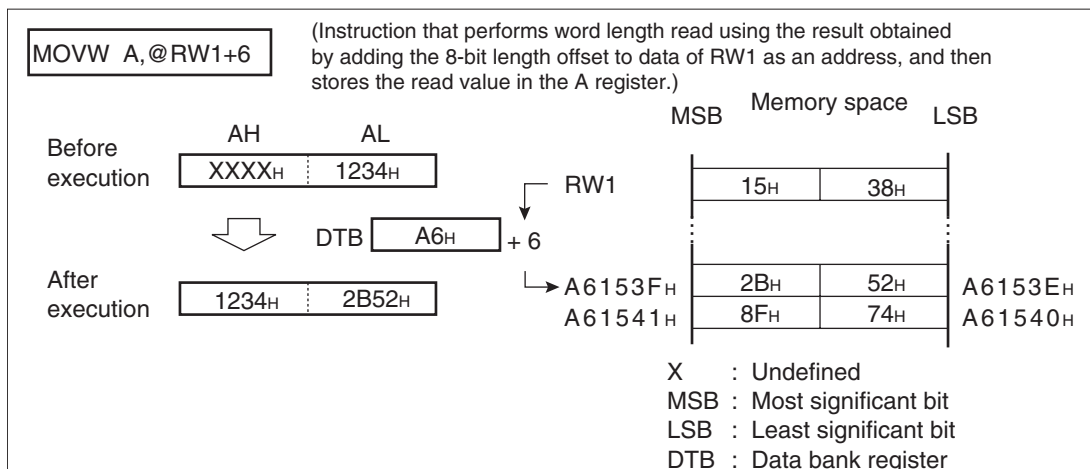 MOVW A,@RW1+6
(Instruction that performs word length read using the result obtained
by adding the 8-bit length offset to data of RW1 as an address, and then
stores the read value in the A register.)
MSB Memory space LSB
AH AL
Before
execution
XXXXH 1234H
RW1
15H 38H
DTB A6H + 6
After
execution
1234H 2B52H
A6153FH 2BH 52H A6153EH
A61541H 8FH 74H A61540H
X : Undefined
MSB : Most significant bit
LSB : Least significant bit
DTB : Data bank register